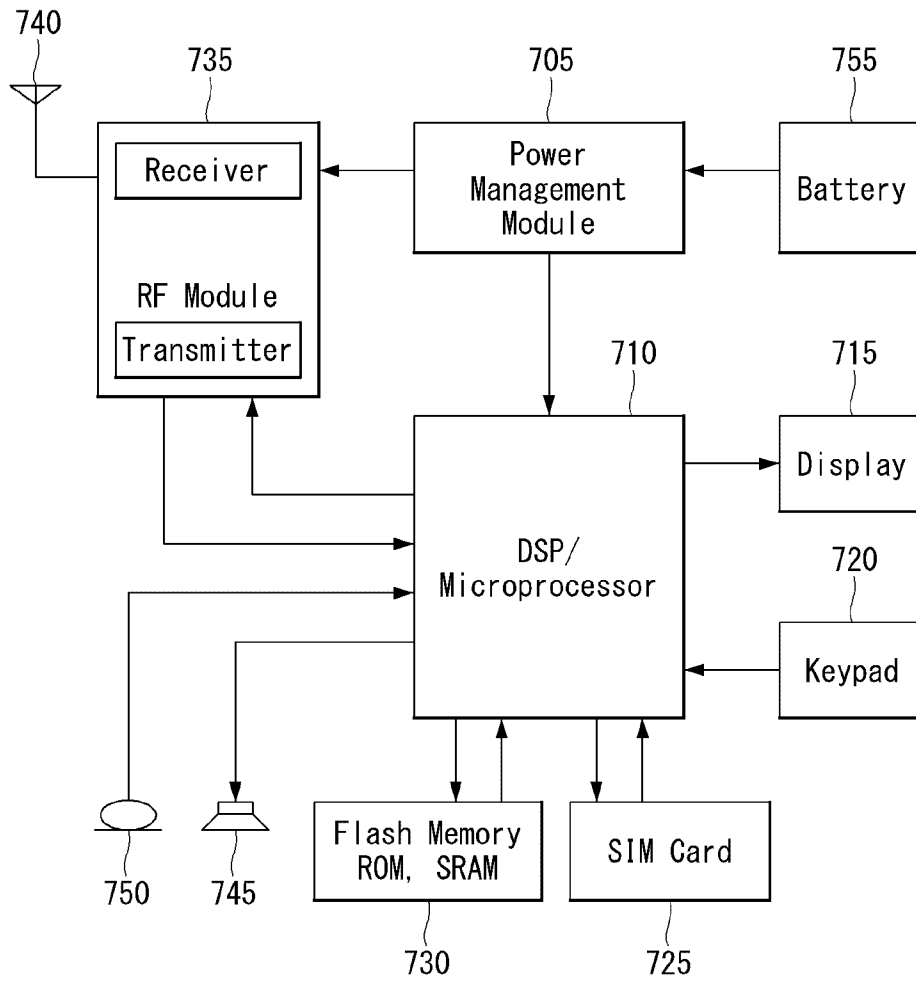 740
735
705
755
Receiver
RF Module
Transmitter
Power
Management
Module
Battery
710
715
DSP/
Microprocessor
Display
720
Keypad
750
745
Flash Memory
ROM, SRAM
SIM Card
730
725